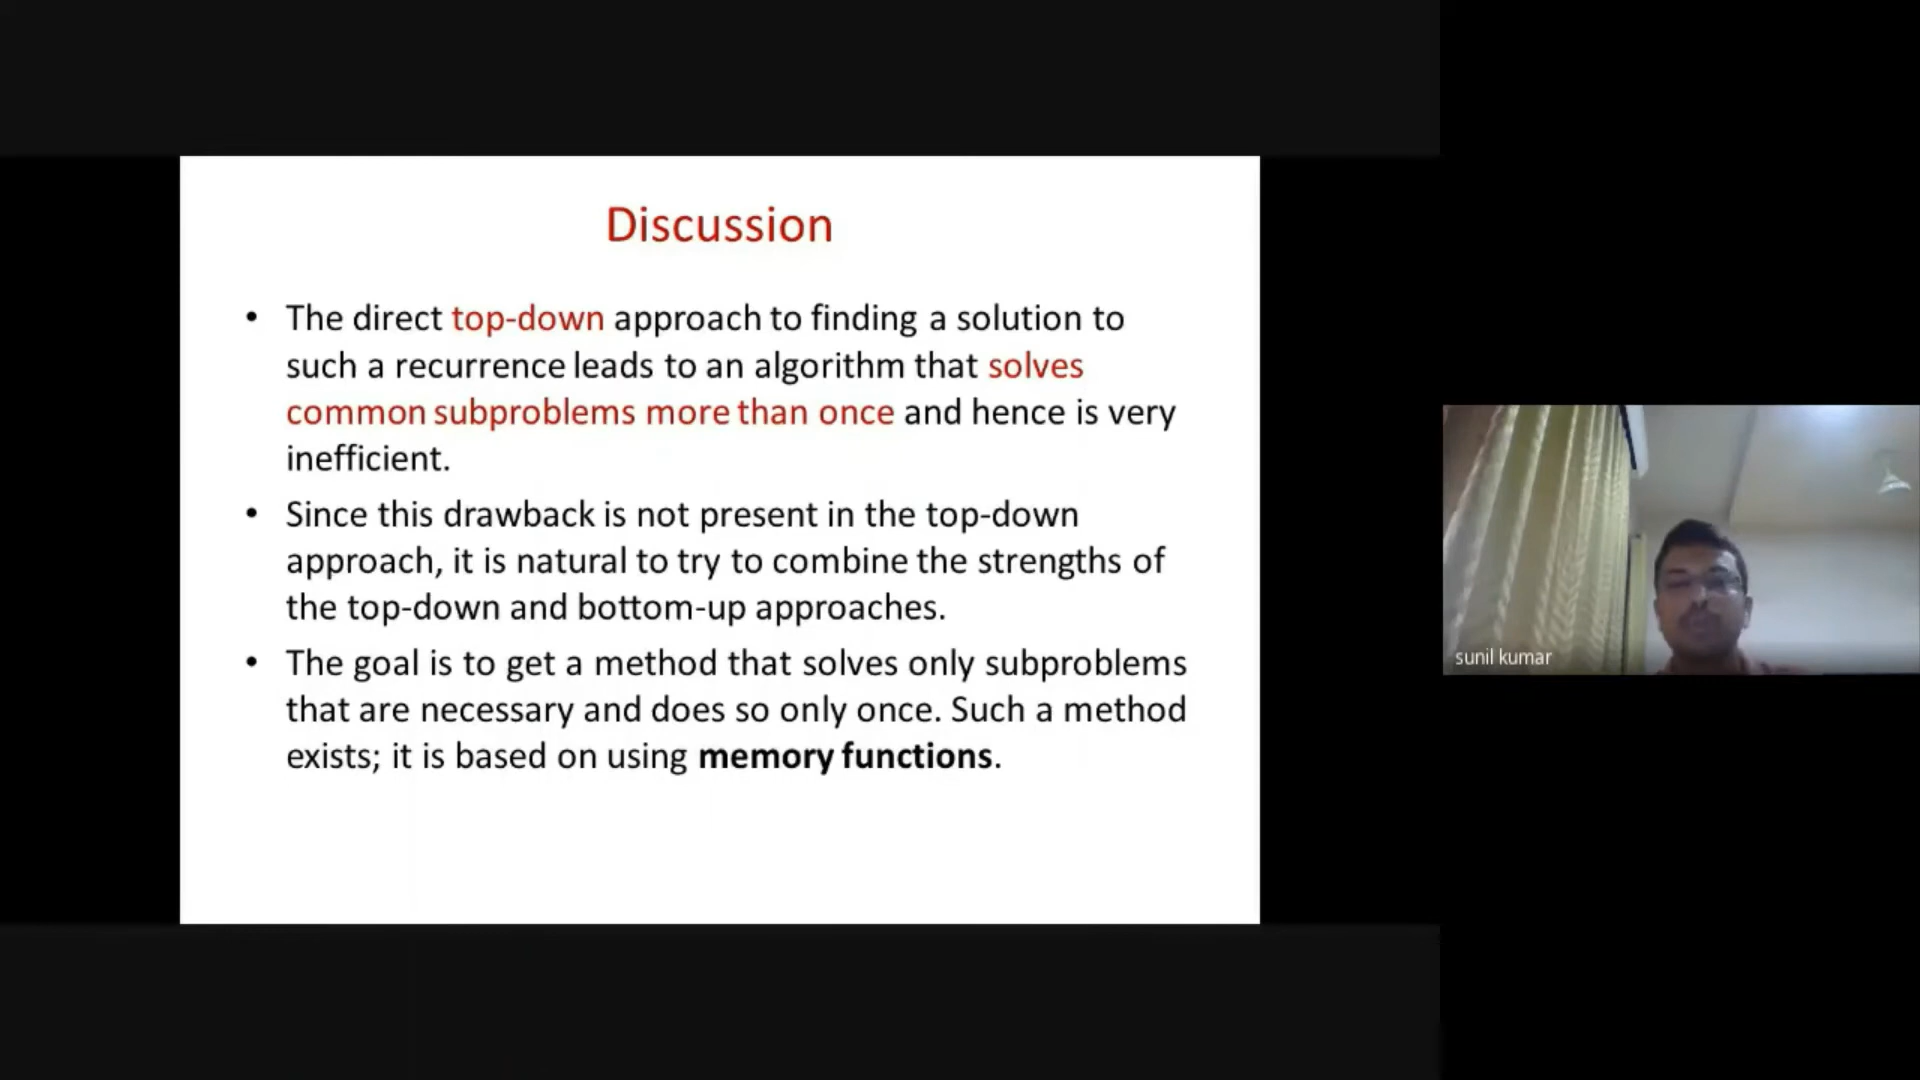 Discussion
• The direct top-down approach to finding a solution to
such a recurrence leads to an algorithm that solves
common subproblems more than once and hence is very
inefficient.
• Since this drawback is not present in the top-down
approach, it is natural to try to combine the strengths of
the top-down and bottom-up approaches.
• The goal is to get a method that solves only subproblems
that are necessary and does so only once. Such a method
exists; it is based on using memory functions.
sunil kumar